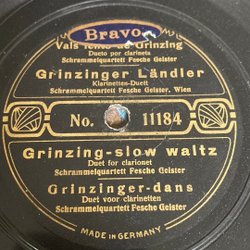 Bravour
Vals lento de Grinzing
Dueto por clarinete
Schrammelquartett Fesche Geister
Grinzinger Ländler
Klarinetten-Duett
Schrammelquartett Fesche Geister, Wien
No. 11184
Grinzing-slow waltz
Duet for clarionet
Schrammelquartett Fesche Geister
Grinzinger-dans
Duet voor clarinetten
Schrammelquartett Fesche Geister
MADE IN GERMANY